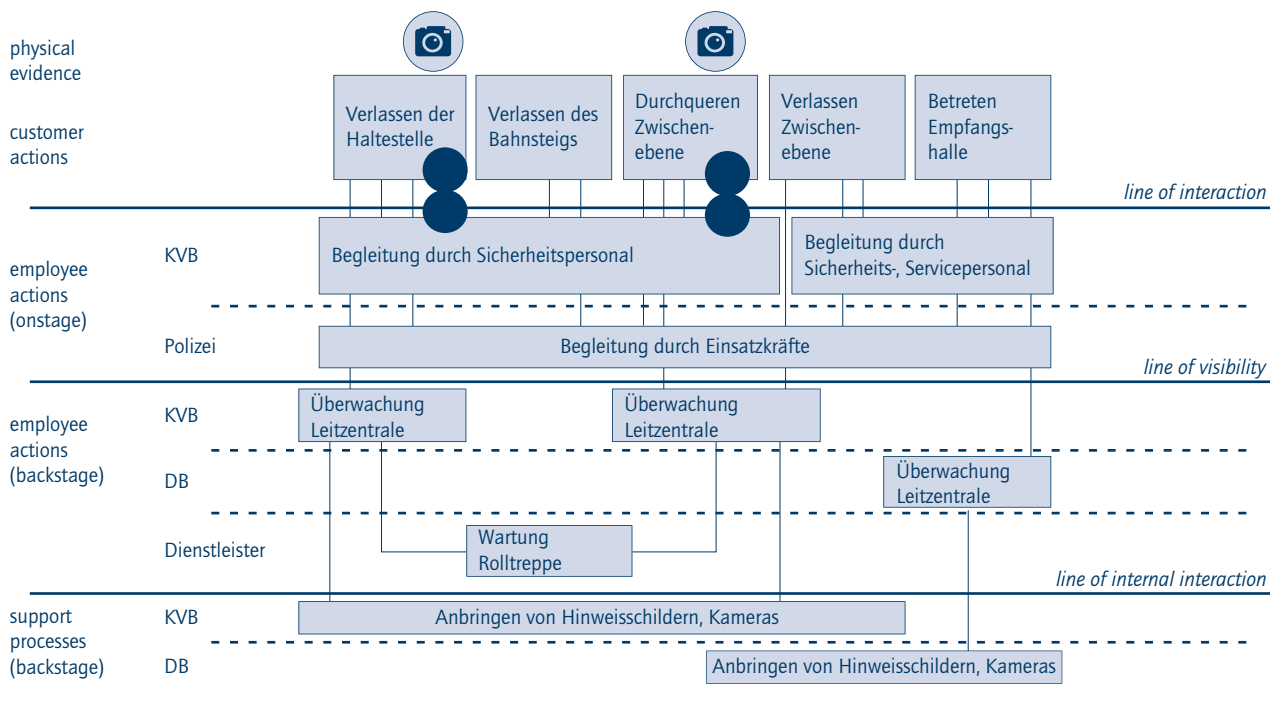 physical
evidence
customer
actions
Verlassen der
Haltestelle
Verlassen des
Bahnsteigs
Durchqueren
Zwischen-
ebene
Verlassen
Zwischen-
ebene
Betreten
Empfangs-
halle
line of interaction
employee
actions
(onstage)
KVB
Begleitung durch Sicherheitspersonal
Begleitung durch
Sicherheits-, Servicepersonal
Polizei
Begleitung durch Einsatzkräfte
line of visibility
employee
actions
(backstage)
KVB
Überwachung
Leitzentrale
Überwachung
Leitzentrale
DB
Überwachung
Leitzentrale
Dienstleister
Wartung
Rolltreppe
line of internal interaction
support
processes
(backstage)
KVB
Anbringen von Hinweisschildern, Kameras
DB
Anbringen von Hinweisschildern, Kameras